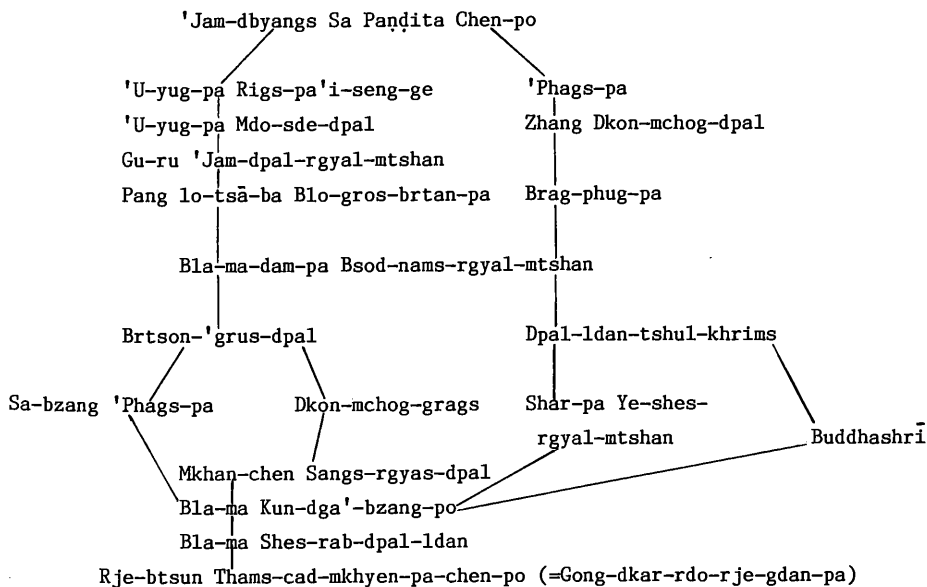 'Jam-dbyangs Sa Paṇḍita Chen-po
'U-yug-pa Rigs-pa'i-seng-ge 'Phags-pa
'U-yug-pa Mdo-sde-dpal Zhang Dkon-mchog-dpal
Gu-ru 'Jam-dpal-rgyal-mtshan
Pang lo-tsā-ba Blo-gros-brtan-pa Brag-phug-pa
Bla-ma-dam-pa Bsod-nams-rgyal-mtshan
Brtson-'grus-dpal Dpal-ldan-tshul-khrims
Sa-bzang 'Phags-pa Dkon-mchog-grags Shar-pa Ye-shes-
rgyal-mtshan Buddhashrī
Mkhan-chen Sangs-rgyas-dpal
Bla-ma Kun-dga'-bzang-po
Bla-ma Shes-rab-dpal-ldan
Rje-btsun Thams-cad-mkhyen-pa-chen-po (=Gong-dkar-rdo-rje-gdan-pa)